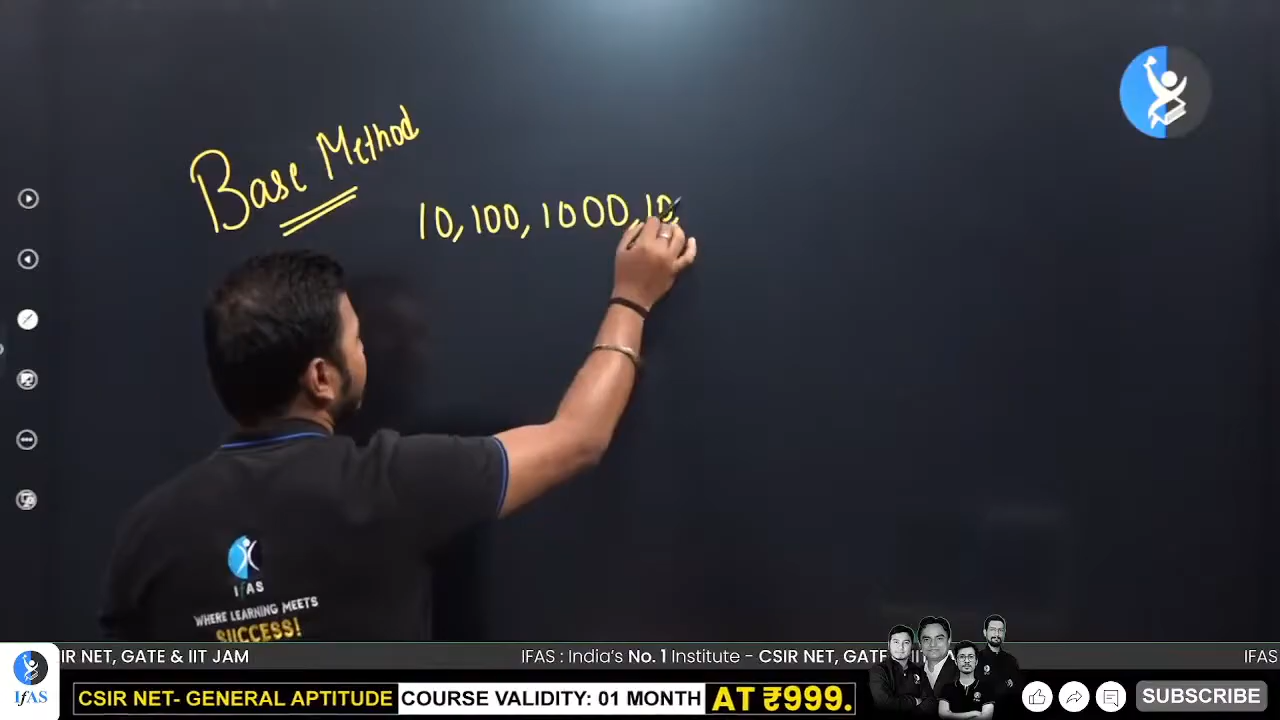 Base Method
10, 100, 1000, 10
IFAS
WHERE LEARNING MEETS
SUCCESS!
IR NET, GATE & IIT JAM
IFAS : India's No. 1 Institute - CSIR NET, GATE
IFAS
IFAS
CSIR NET- GENERAL APTITUDE COURSE VALIDITY: 01 MONTH AT ₹999.
SUBSCRIBE